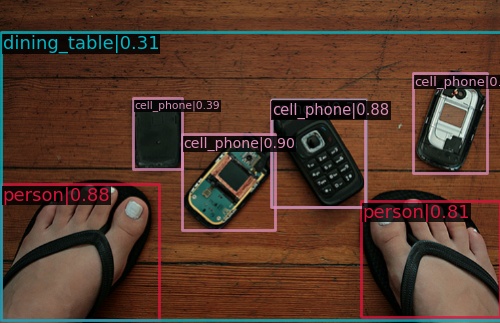 dining_table|0.31
cell_phone|0.
cell_phone|0.39
cell_phone|0.88
cell_phone|0.90
person|0.88
person|0.81